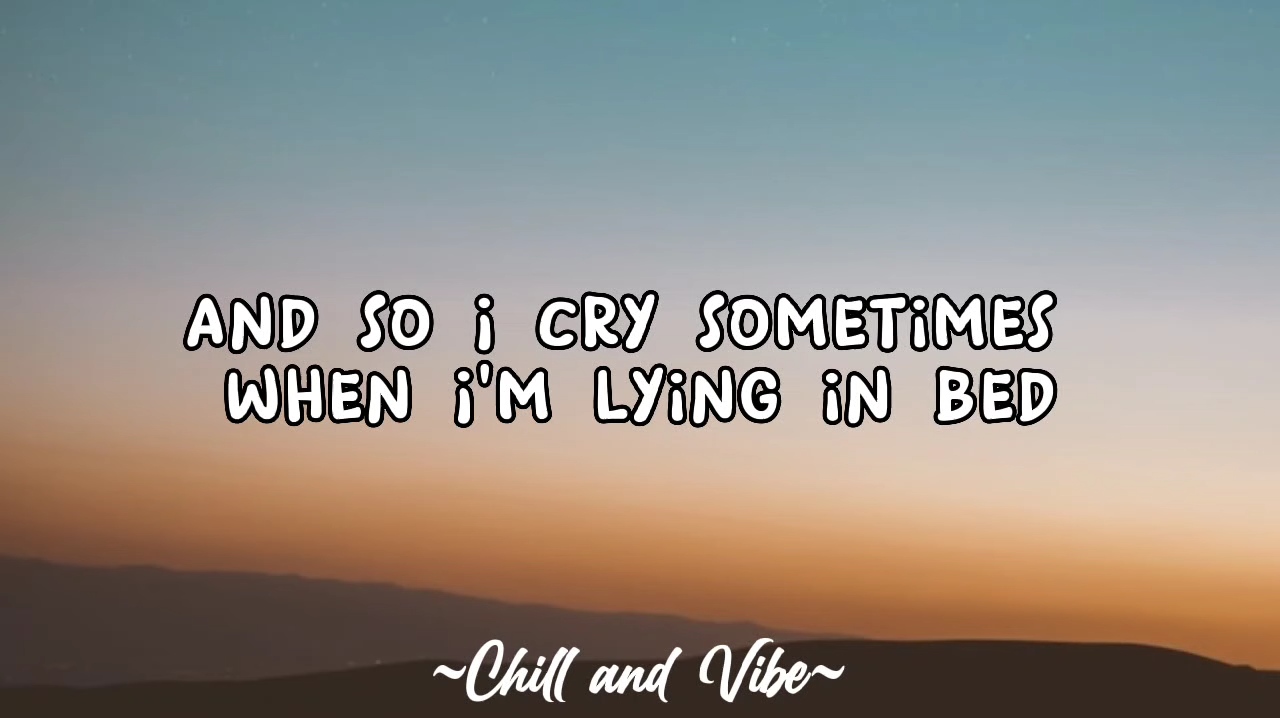 AND SO i CRY SOMETiMES
WHEN i'M LYiNG iN BED
~Chill and Vibe~